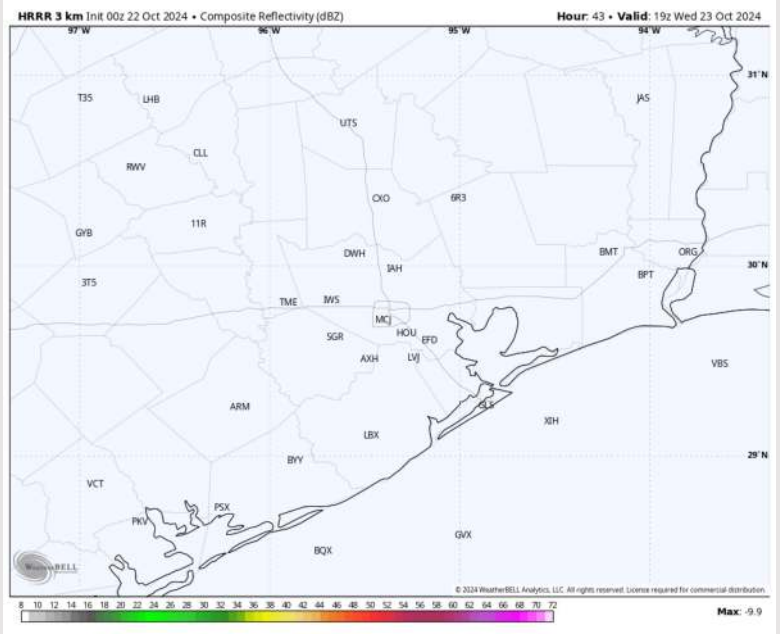 HRRR 3 km Init 00z 22 Oct 2024 • Composite Reflectivity (dBZ) Hour: 43 • Valid: 19z Wed 23 Oct 2024
97°W 96°W 95°W 94°W
31°N
T35 LHB JAS
UTS
CLL
RWV
CXO 6R3
11R
GYB
DWH BMT ORG
30°N
IAH
BPT
3T5
TME IWS
MCJ
SGR HOU EFD
AXH LVJ
VBS
ARM GLS
XIH
LBX
29°N
BYY
VCT
PSX
PKV
GVX
BQX
WeatherBELL
© 2024 WeatherBELL Analytics, LLC. All rights reserved. License required for commercial distribution.
8 10 12 14 16 18 20 22 24 26 28 30 32 34 36 38 40 42 44 46 48 50 52 54 56 58 60 62 64 66 68 70 72
Max: -9.9